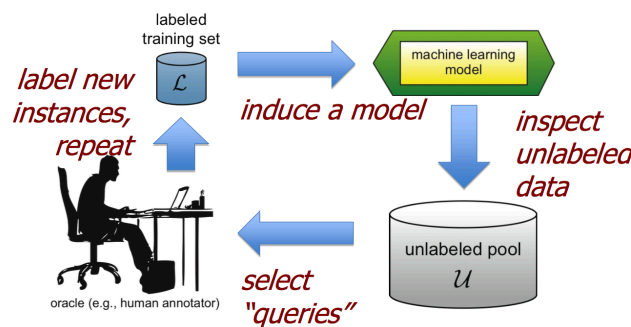 labeled
training set
ℒ
machine learning
model
label new
instances,
repeat
induce a model
inspect
unlabeled
data
unlabeled pool
𝒰
select
“queries”
oracle (e.g., human annotator)